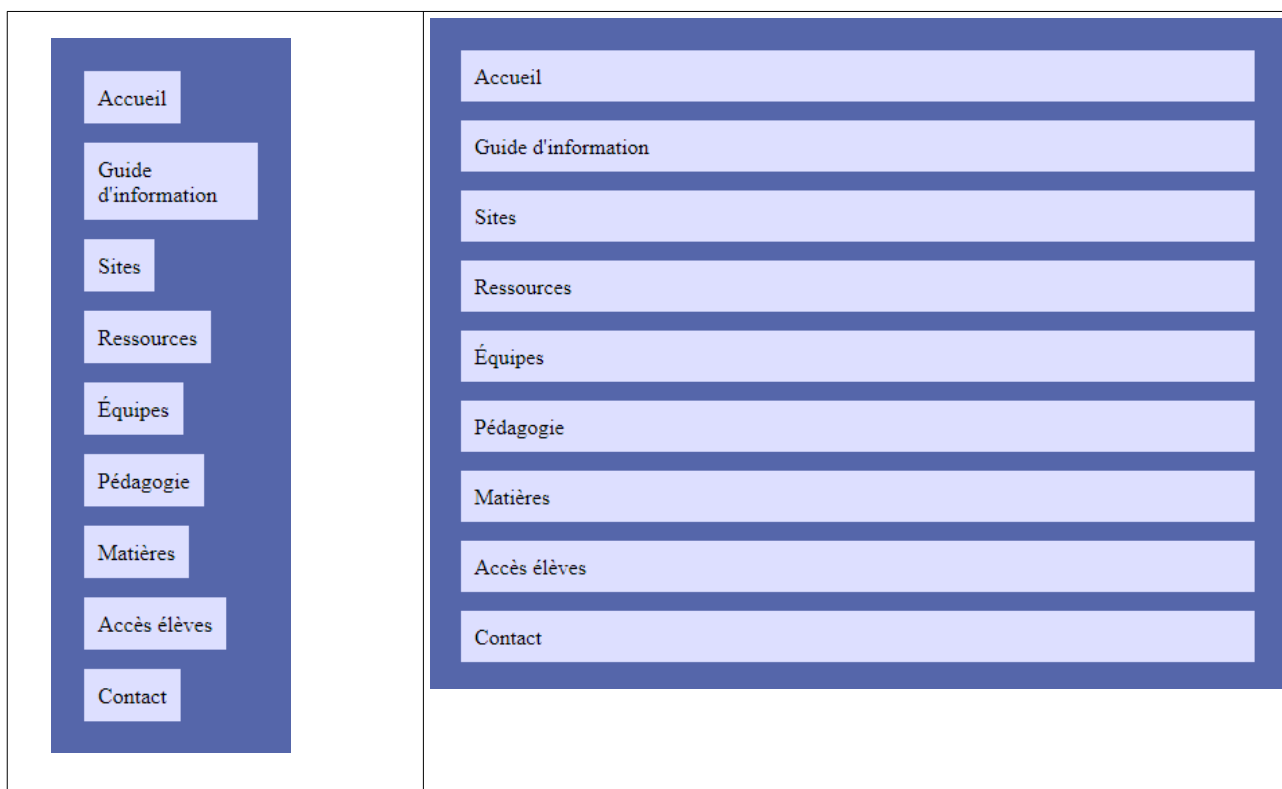 Accueil
Guide
d'information
Sites
Ressources
Équipes
Pédagogie
Matières
Accès élèves
Contact
Accueil
Guide d'information
Sites
Ressources
Équipes
Pédagogie
Matières
Accès élèves
Contact